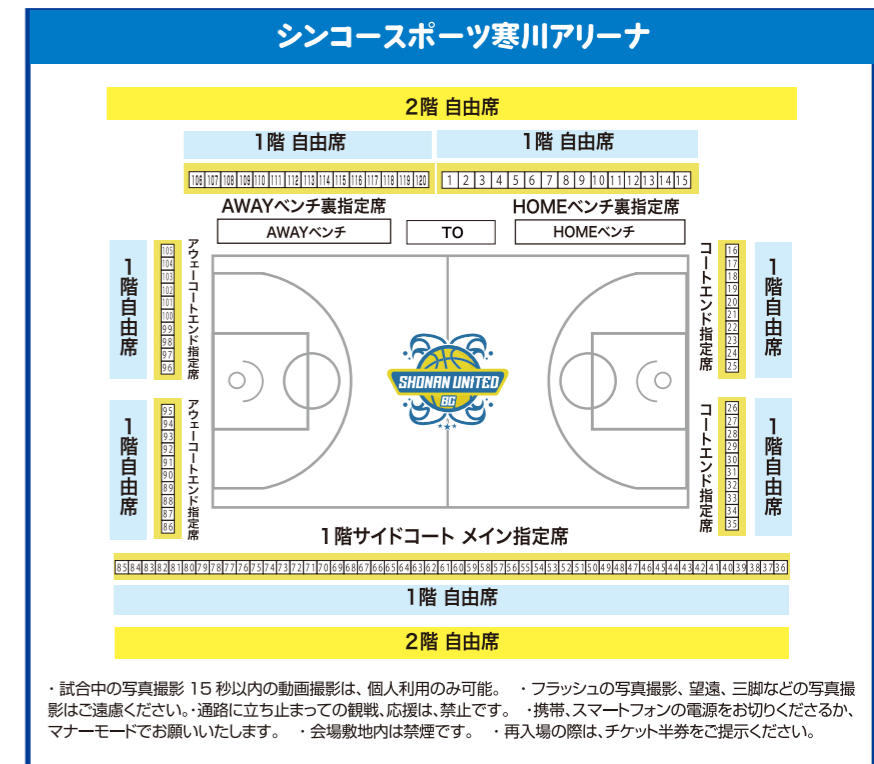 シンコースポーツ寒川アリーナ
2階 自由席
1階 自由席
1階 自由席
106 107 108 109 110 111 112 113 114 115 116 117 118 119 120
1 2 3 4 5 6 7 8 9 10 11 12 13 14 15
AWAYベンチ裏指定席
HOMEベンチ裏指定席
AWAYベンチ
TO
HOMEベンチ
1階自由席
105
104
103
102
101
100
99
98
97
96
アウェーコートエンド指定席
コートエンド指定席
16
17
18
19
20
21
22
23
24
25
1階自由席
SHONAN UNITED
BC
1階自由席
95
94
93
92
91
90
89
88
87
86
アウェーコートエンド指定席
コートエンド指定席
26
27
28
29
30
31
32
33
34
35
1階自由席
1階サイドコート メイン指定席
85 84 83 82 81 80 79 78 77 76 75 74 73 72 71 70 69 68 67 66 65 64 63 62 61 60 59 58 57 56 55 54 53 52 51 50 49 48 47 46 45 44 43 42 41 40 39 38 37 36
1階 自由席
2階 自由席
・試合中の写真撮影 15 秒以内の動画撮影は、個人利用のみ可能。 ・フラッシュの写真撮影、望遠、三脚などの写真撮
影はご遠慮ください。・通路に立ち止まっての観戦、応援は、禁止です。 ・携帯、スマートフォンの電源をお切りくださるか、
マナーモードでお願いいたします。 ・会場敷地内は禁煙です。 ・再入場の際は、チケット半券をご提示ください。